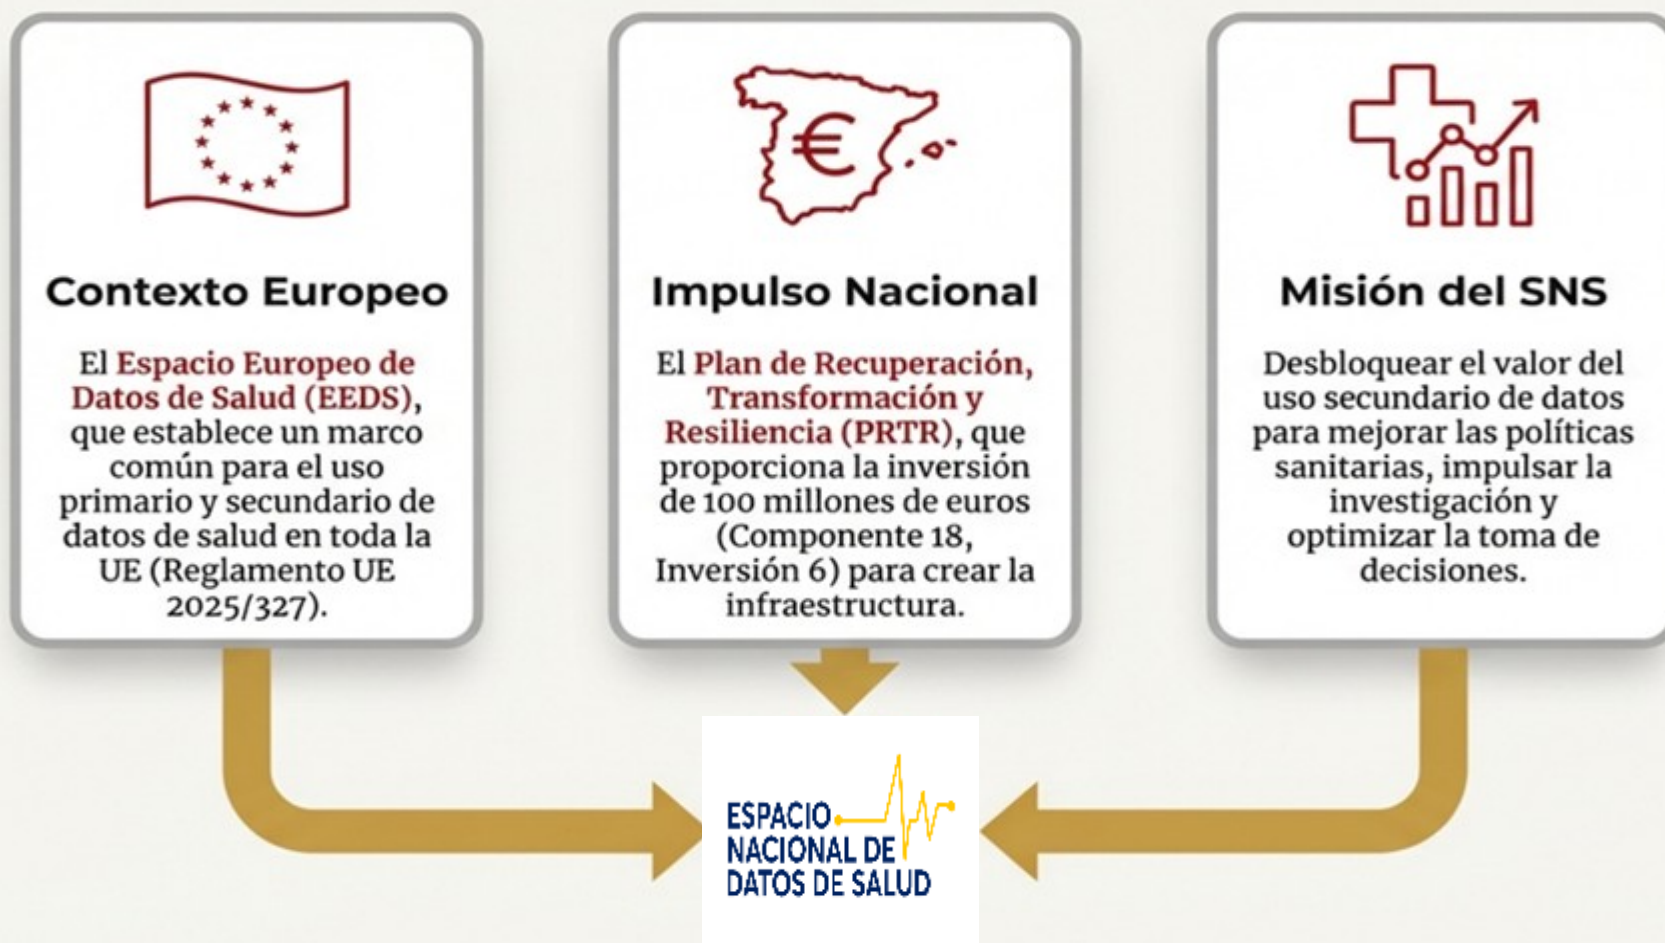 Contexto Europeo
El Espacio Europeo de
Datos de Salud (EEDS),
que establece un marco
común para el uso
primario y secundario de
datos de salud en toda la
UE (Reglamento UE
2025/327).
€
Impulso Nacional
El Plan de Recuperación,
Transformación y
Resiliencia (PRTR), que
proporciona la inversión
de 100 millones de euros
(Componente 18,
Inversión 6) para crear la
infraestructura.
Misión del SNS
Desbloquear el valor del
uso secundario de datos
para mejorar las políticas
sanitarias, impulsar la
investigación y
optimizar la toma de
decisiones.
ESPACIO
NACIONAL DE
DATOS DE SALUD